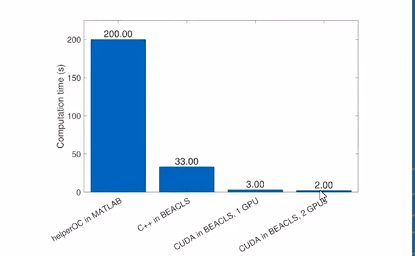 Computation time (s)
200
150
100
50
0
200.00
33.00
3.00
2.00
helperOC in MATLAB
C++ in BEACLS
CUDA in BEACLS, 1 GPU
CUDA in BEACLS, 2 GPUs